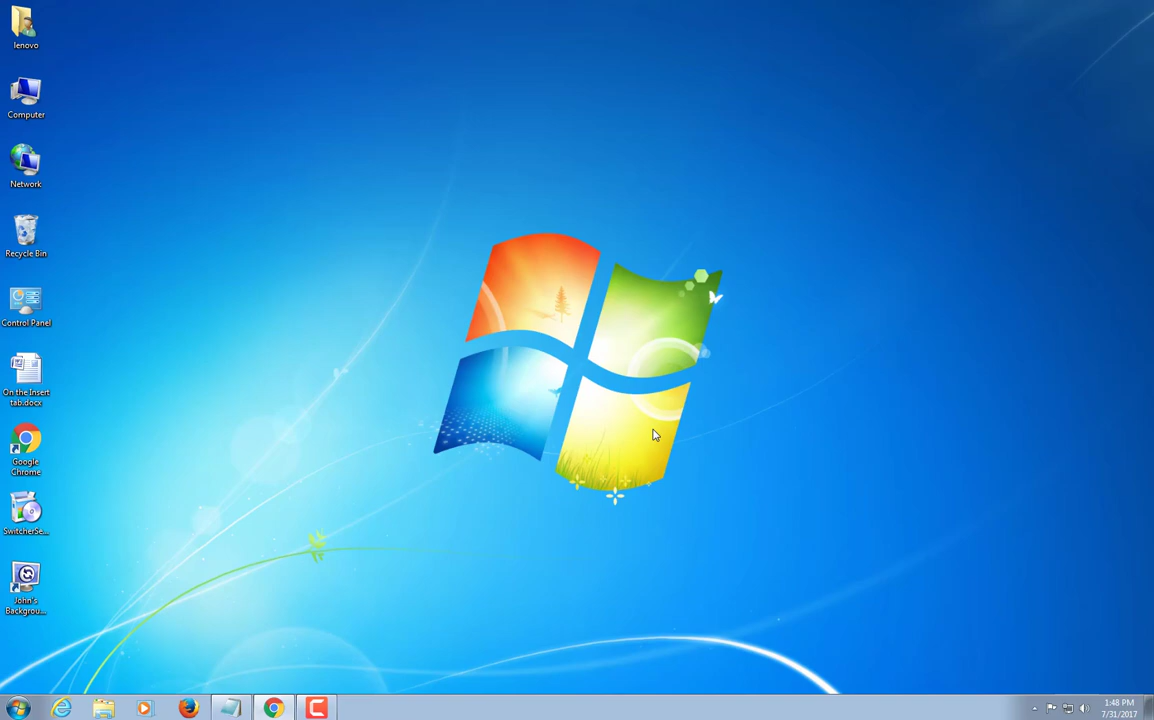 lenovo
Computer
Network
Recycle Bin
Control Panel
On the Insert
tab.docx
Google
Chrome
SwitcherSe...
John's
Backgrou...
1:48 PM
7/31/2017